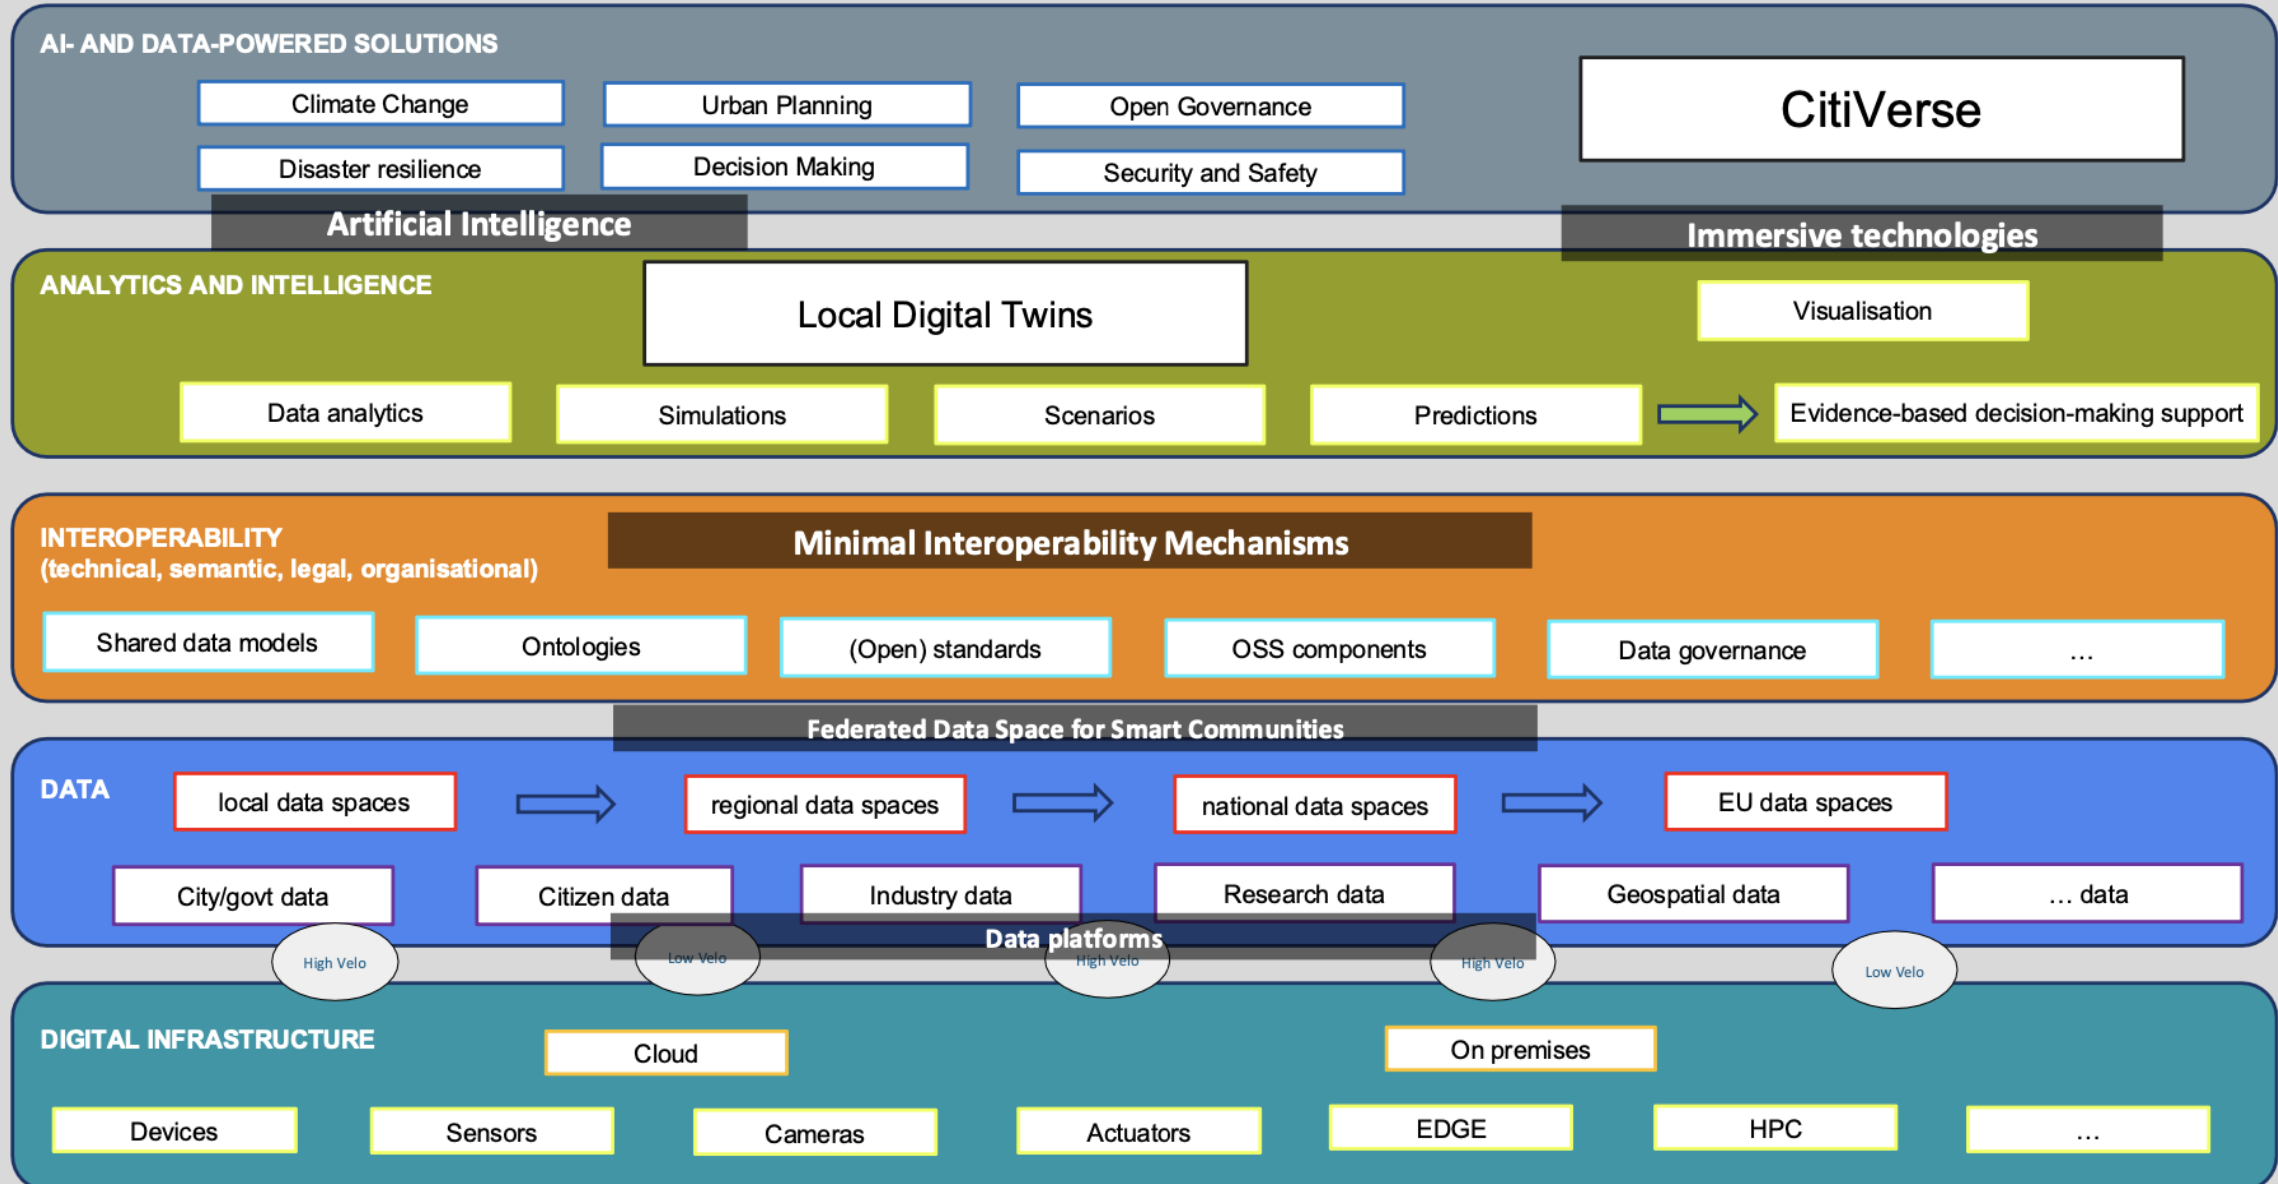 AI- AND DATA-POWERED SOLUTIONS
Climate Change
Urban Planning
Open Governance
CitiVerse
Disaster resilience
Decision Making
Security and Safety
Artificial Intelligence
Immersive technologies
ANALYTICS AND INTELLIGENCE
Local Digital Twins
Visualisation
Data analytics
Simulations
Scenarios
Predictions
Evidence-based decision-making support
INTEROPERABILITY
(technical, semantic, legal, organisational)
Minimal Interoperability Mechanisms
Shared data models
Ontologies
(Open) standards
OSS components
Data governance
...
Federated Data Space for Smart Communities
DATA
local data spaces
regional data spaces
national data spaces
EU data spaces
City/govt data
Citizen data
Industry data
Research data
Geospatial data
... data
Data platforms
High Velo
Low Velo
High Velo
High Velo
Low Velo
DIGITAL INFRASTRUCTURE
Cloud
On premises
Devices
Sensors
Cameras
Actuators
EDGE
HPC
...